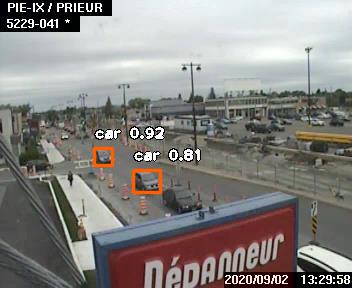 PIE-IX / PRIEUR
5229-041 *
car 0.92
car 0.81
DéPanneur
2020/09/02 13:29:58